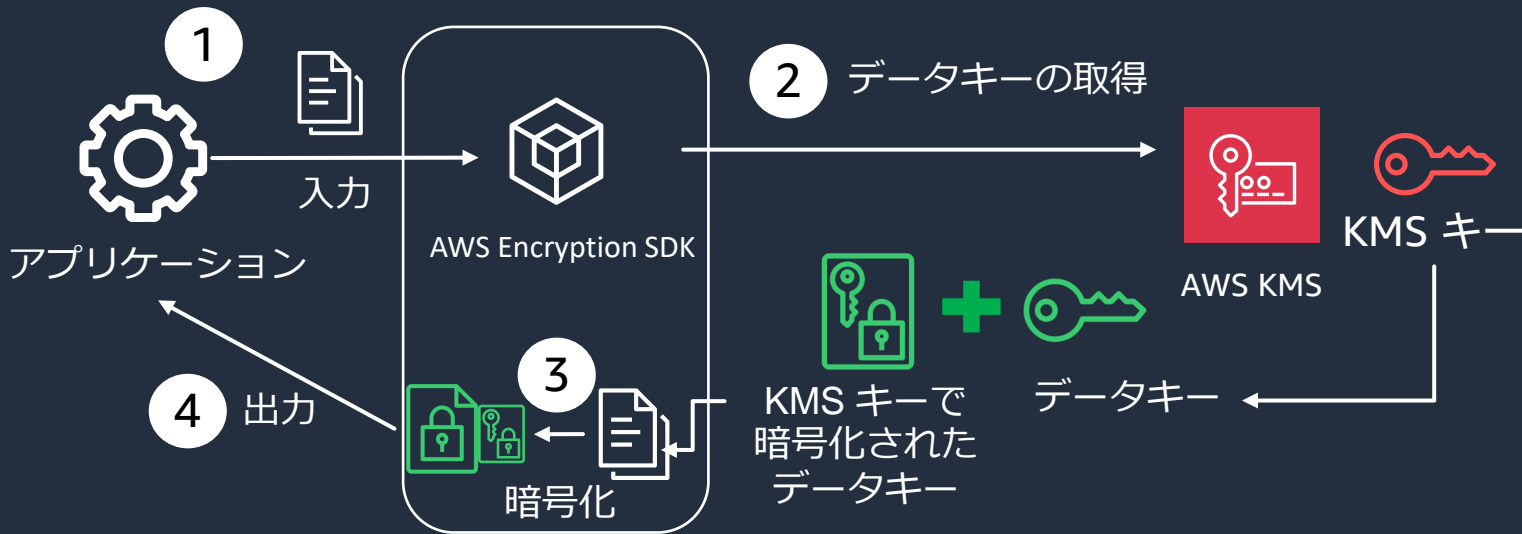 1
2
データキーの取得
入力
AWS Encryption SDK
KMS キー
アプリケーション
AWS KMS
3
4
出力
KMS キーで
暗号化された
データキー
データキー
暗号化